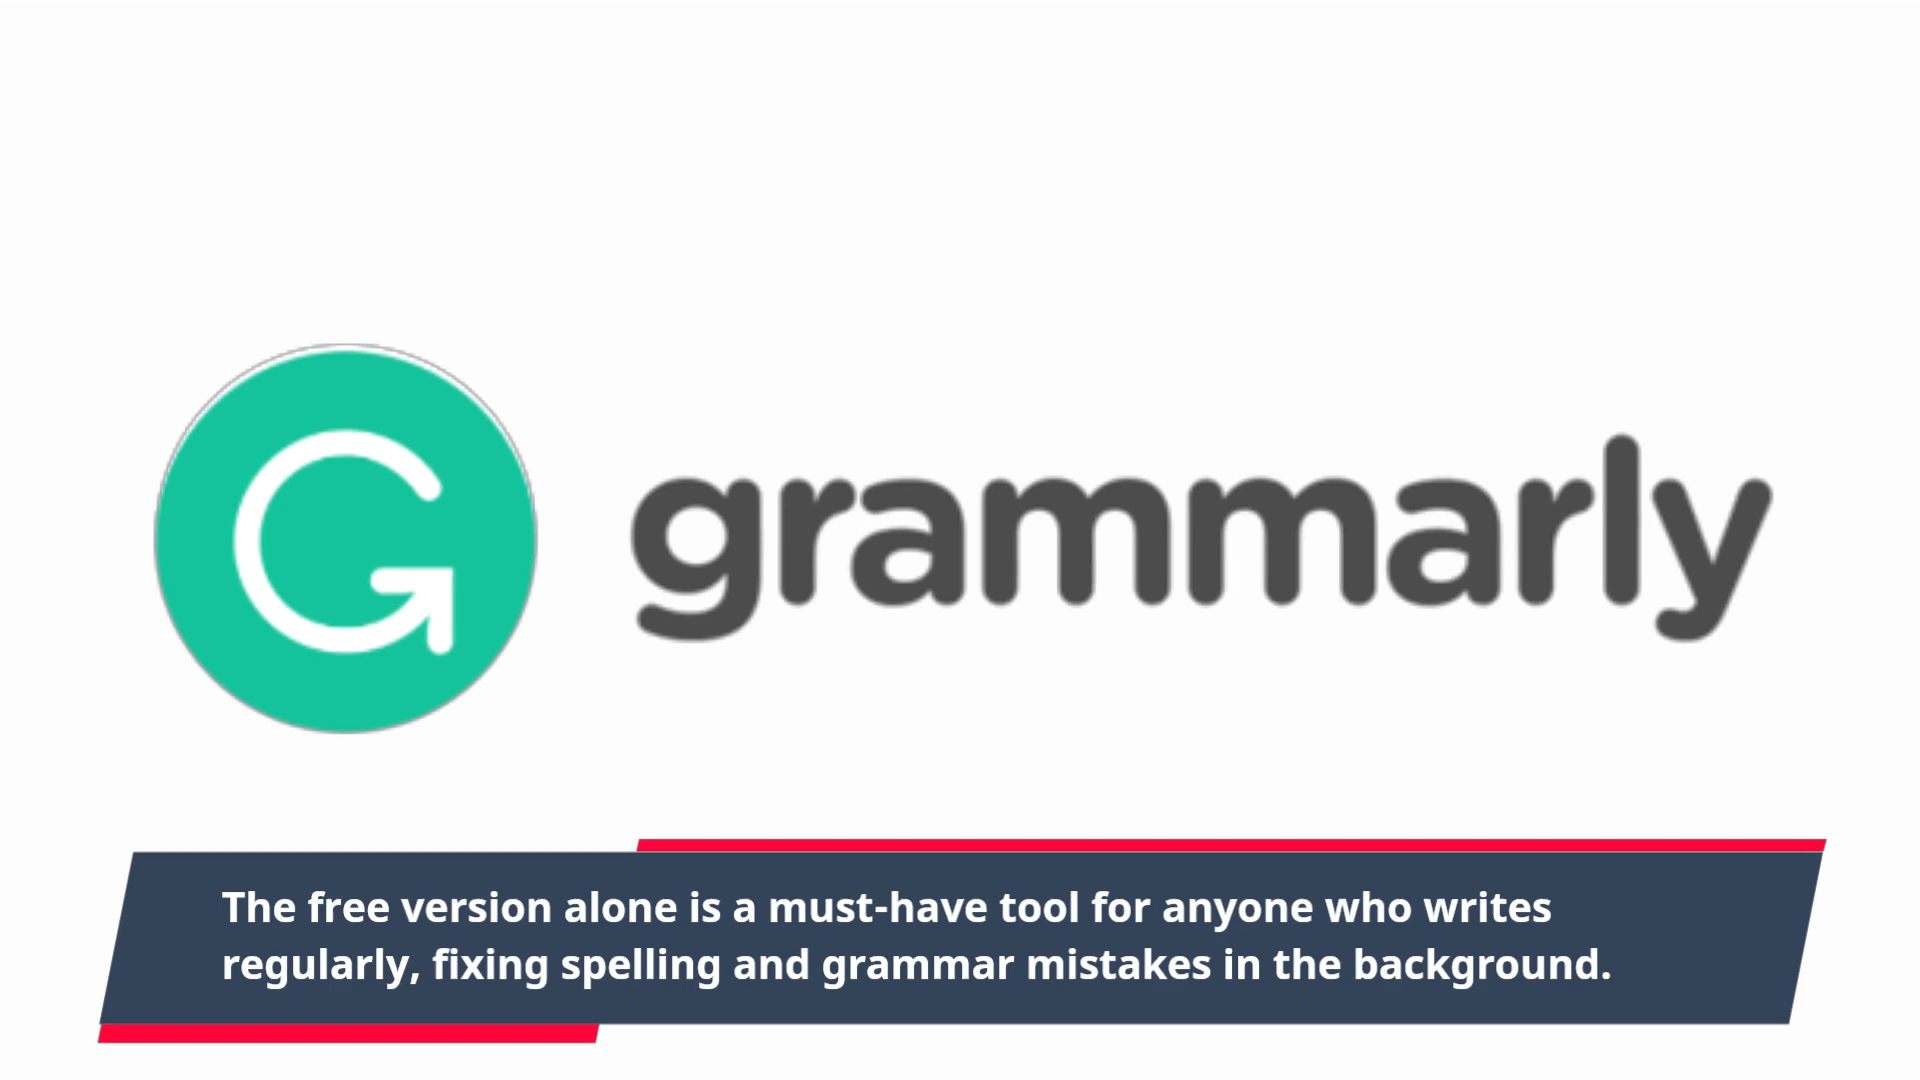 grammarly
The free version alone is a must-have tool for anyone who writes
regularly, fixing spelling and grammar mistakes in the background.